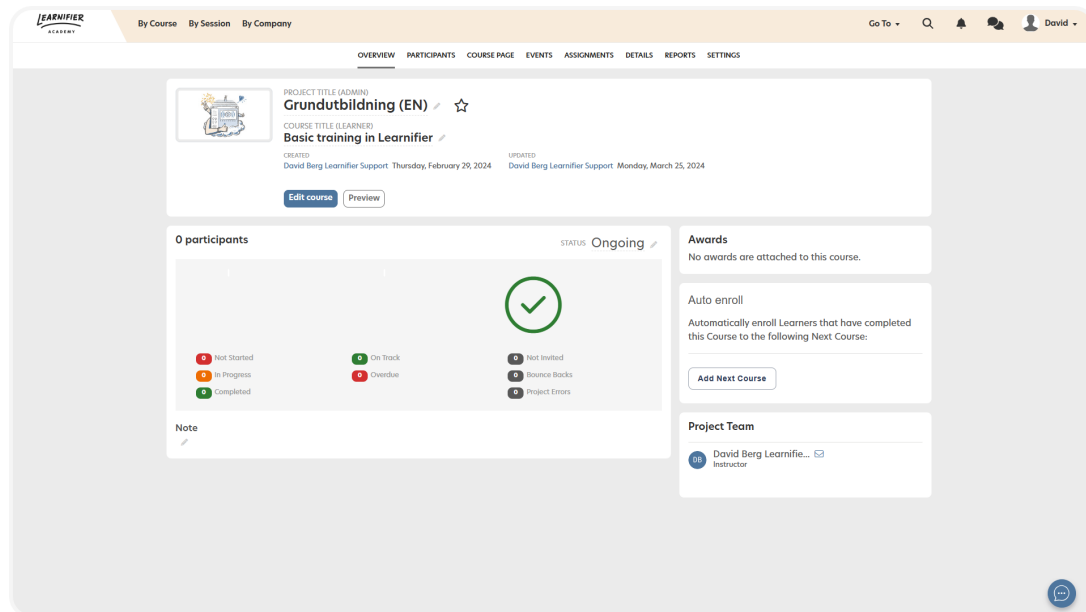 LEARNIFIER
ACADEMY
By Course By Session By Company
Go To
David
OVERVIEW PARTICIPANTS COURSE PAGE EVENTS ASSIGNMENTS DETAILS REPORTS SETTINGS
PROJECT TITLE (ADMIN)
Grundutbildning (EN)
COURSE TITLE (LEARNER)
Basic training in Learnifier
CREATED
David Berg Learnifier Support Thursday, February 29, 2024
UPDATED
David Berg Learnifier Support Monday, March 25, 2024
Edit course Preview
0 participants
STATUS Ongoing
0 Not Started
0 In Progress
0 Completed
0 On Track
0 Overdue
0 Not Invited
0 Bounce Backs
0 Project Errors
Note
Awards
No awards are attached to this course.
Auto enroll
Automatically enroll Learners that have completed
this Course to the following Next Course:
Add Next Course
Project Team
DB David Berg Learnifie...
Instructor